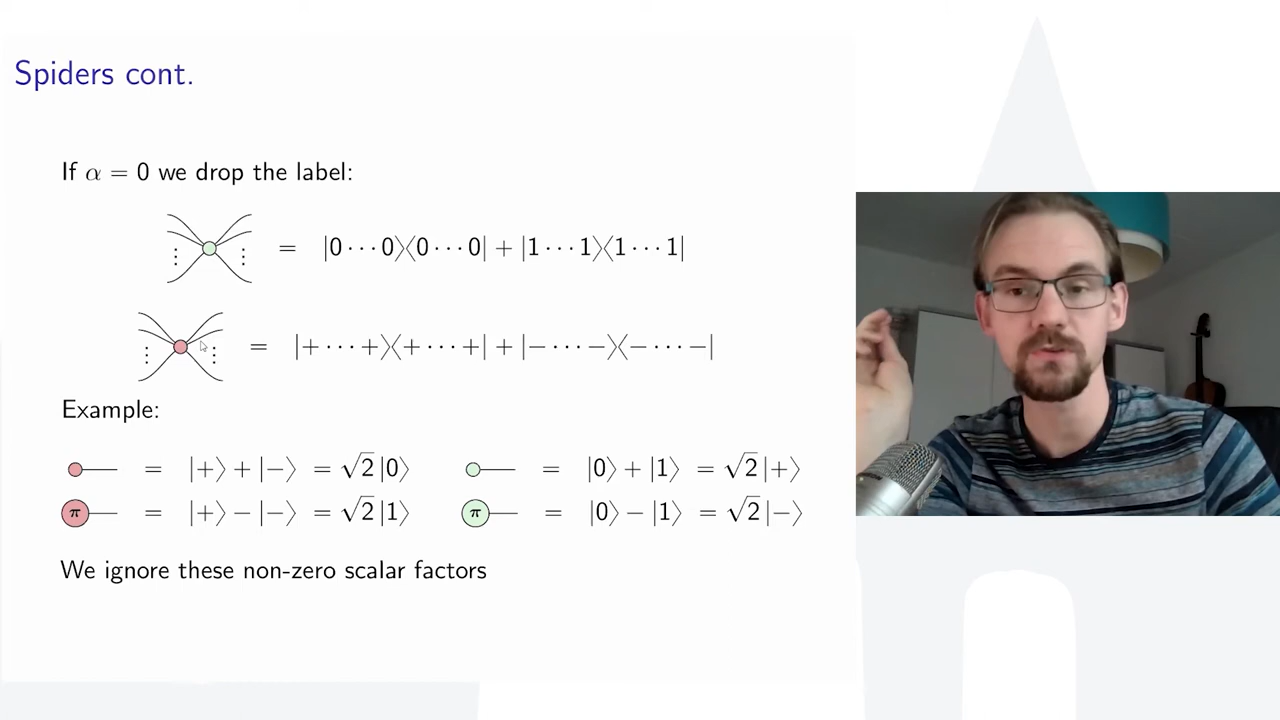 Spiders cont.
If α = 0 we drop the label:
= |0···0⟩⟨0···0| + |1···1⟩⟨1···1|
= |+···+⟩⟨+···+| + |−···−⟩⟨−···−|
Example:
= |+⟩ + |−⟩ = √2 |0⟩ = |0⟩ + |1⟩ = √2 |+⟩
π = |+⟩ − |−⟩ = √2 |1⟩ π = |0⟩ − |1⟩ = √2 |−⟩
We ignore these non-zero scalar factors